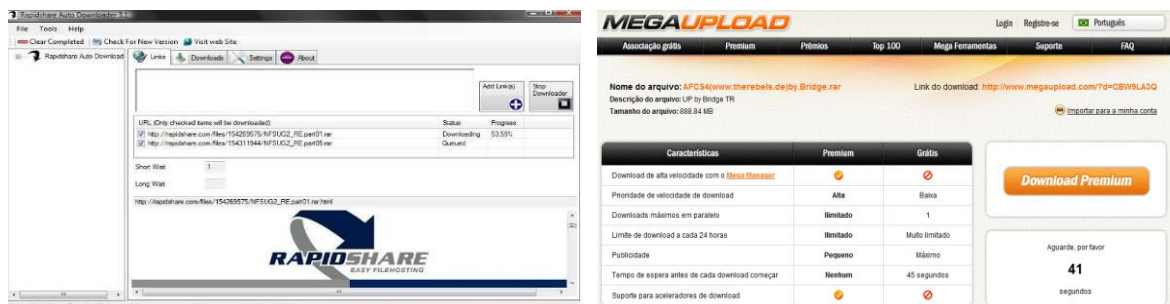 Rapidshare Auto Downloader 3.1
File Tools Help
Clear Completed Check For New Version Visit web Site
Rapidshare Auto Download
Links Downloads Settings About
Add Link(s)
Stop Downloader
URL (Only checked items will be downloaded) Status Progress
http://rapidshare.com/files/154269575/NFSUG2_RE.part01.rar Downloading 53.59%
http://rapidshare.com/files/154311944/NFSUG2_RE.part05.rar Queued
Short Wait 1
Long Wait
http://rapidshare.com/files/154269575/NFSUG2_RE.part01.rar.html
RAPIDSHARE
EASY FILEHOSTING
MEGAUPLOAD
Login Registre-se Português
Associação grátis Premium Prêmios Top 100 Mega Ferramentas Suporte FAQ
Nome do arquivo: AFCS4(www.therebels.de)by.Bridge.rar
Link do download: http://www.megaupload.com/?d=CBW9LA3Q
Descrição do arquivo: UP by Bridge TR
Tamanho do arquivo: 888.84 MB
Importar para a minha conta
Características Premium Grátis
Download de alta velocidade com o Mega Manager
Prioridade de velocidade de download Alta Baixa
Downloads máximos em paralelo Ilimitado 1
Limite de download a cada 24 horas Ilimitado Muito limitado
Publicidade Pequeno Máximo
Tempo de espera antes de cada download começar Nenhum 45 segundos
Suporte para aceleradores de download
Download Premium
Aguarde, por favor
41
segundos